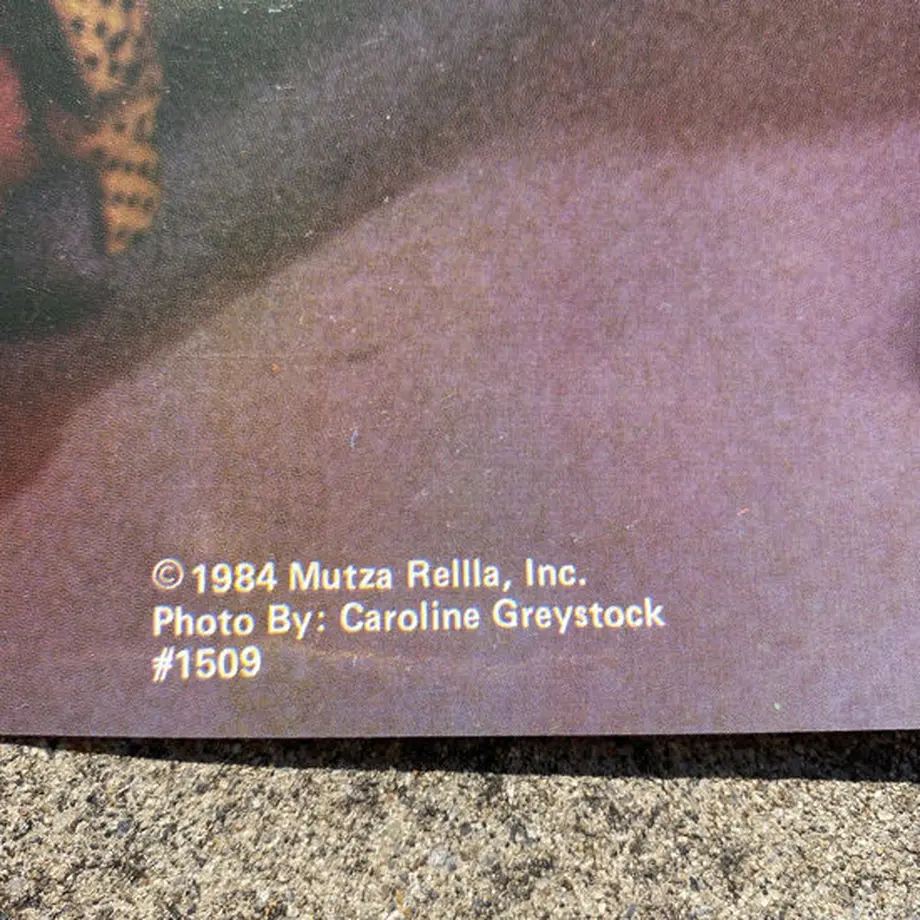 © 1984 Mutza Rellla, Inc.
Photo By: Caroline Greystock
#1509